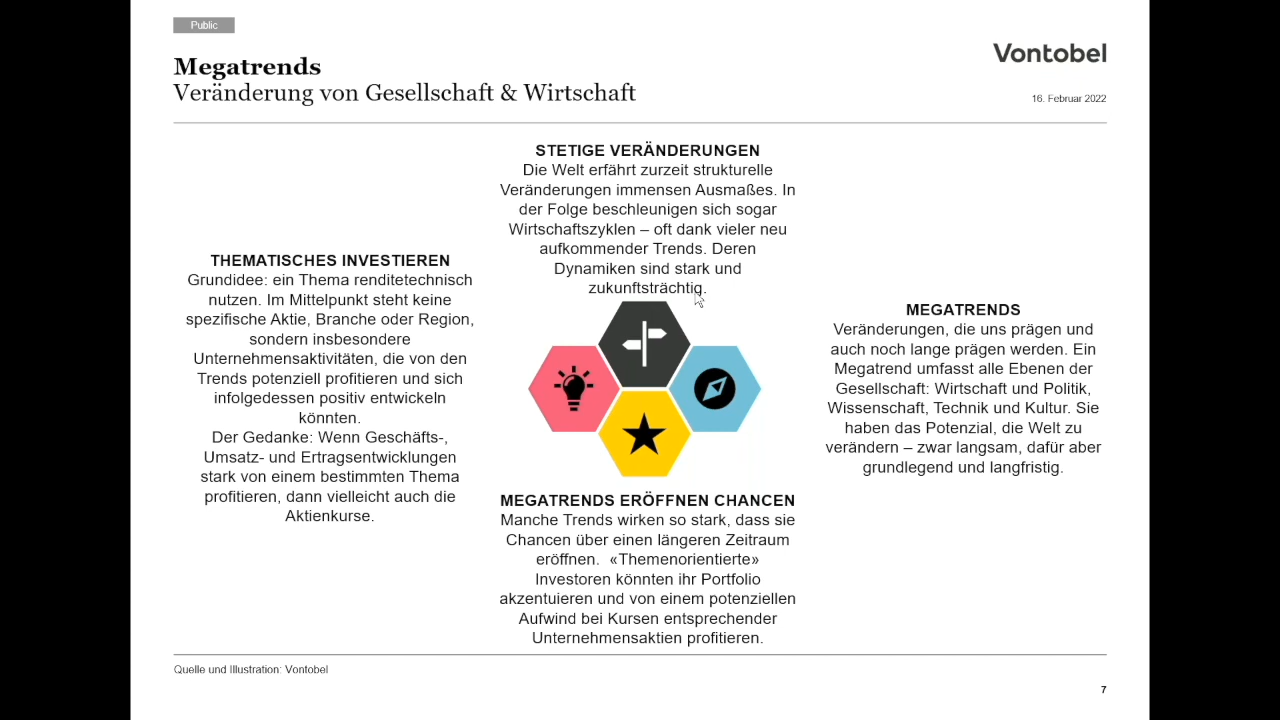 Public
Vontobel
Megatrends
Veränderung von Gesellschaft & Wirtschaft
16. Februar 2022
STETIGE VERÄNDERUNGEN
Die Welt erfährt zurzeit strukturelle
Veränderungen immensen Ausmaßes. In
der Folge beschleunigen sich sogar
Wirtschaftszyklen – oft dank vieler neu
aufkommender Trends. Deren
Dynamiken sind stark und
zukunftsträchtig.
THEMATISCHES INVESTIEREN
Grundidee: ein Thema renditetechnisch
nutzen. Im Mittelpunkt steht keine
spezifische Aktie, Branche oder Region,
sondern insbesondere
Unternehmensaktivitäten, die von den
Trends potenziell profitieren und sich
infolgedessen positiv entwickeln
könnten.
Der Gedanke: Wenn Geschäfts-,
Umsatz- und Ertragsentwicklungen
stark von einem bestimmten Thema
profitieren, dann vielleicht auch die
Aktienkurse.
MEGATRENDS
Veränderungen, die uns prägen und
auch noch lange prägen werden. Ein
Megatrend umfasst alle Ebenen der
Gesellschaft: Wirtschaft und Politik,
Wissenschaft, Technik und Kultur. Sie
haben das Potenzial, die Welt zu
verändern – zwar langsam, dafür aber
grundlegend und langfristig.
MEGATRENDS ERÖFFNEN CHANCEN
Manche Trends wirken so stark, dass sie
Chancen über einen längeren Zeitraum
eröffnen. «Themenorientierte»
Investoren könnten ihr Portfolio
akzentuieren und von einem potenziellen
Aufwind bei Kursen entsprechender
Unternehmensaktien profitieren.
Quelle und Illustration: Vontobel
7